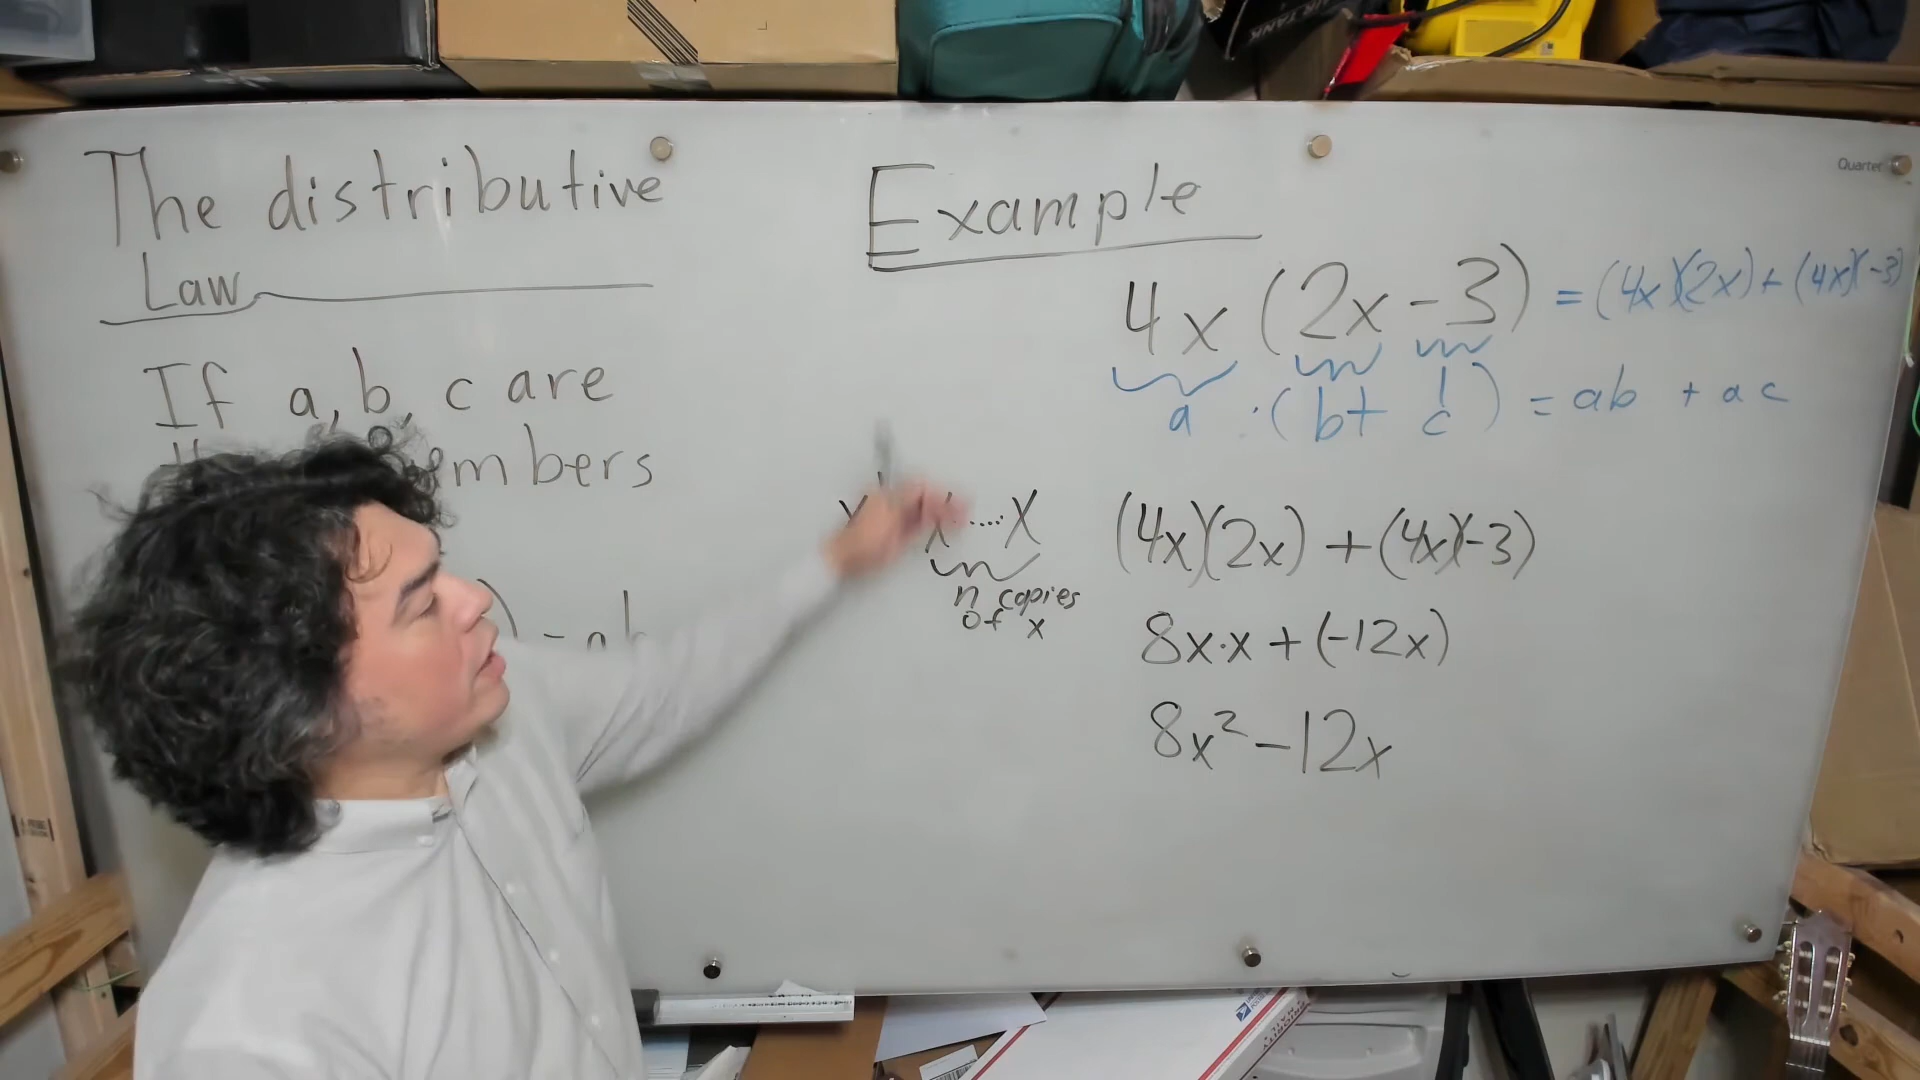 The distributive
Law
If a, b, c are
numbers
Example
4x (2x - 3) = (4x)(2x) + (4x)(-3)
a · (b + c) = ab + ac
x ..... x
n copies
of x
(4x)(2x) + (4x)(-3)
8x·x + (-12x)
8x² - 12x
Quartet